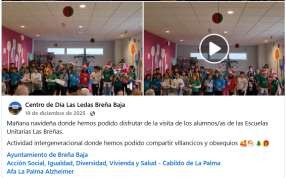 Centro de Día Las Ledas Breña Baja
19 de diciembre de 2025
Mañana navideña donde hemos podido disfrutar de la visita de los alumnos/as de las Escuelas
Unitarias Las Breñas.
Actividad intergeneracional donde hemos podido compartir villancicos y obsequios
Ayuntamiento de Breña Baja
Acción Social, Igualdad, Diversidad, Vivienda y Salud - Cabildo de La Palma
Afa La Palma Alzheimer